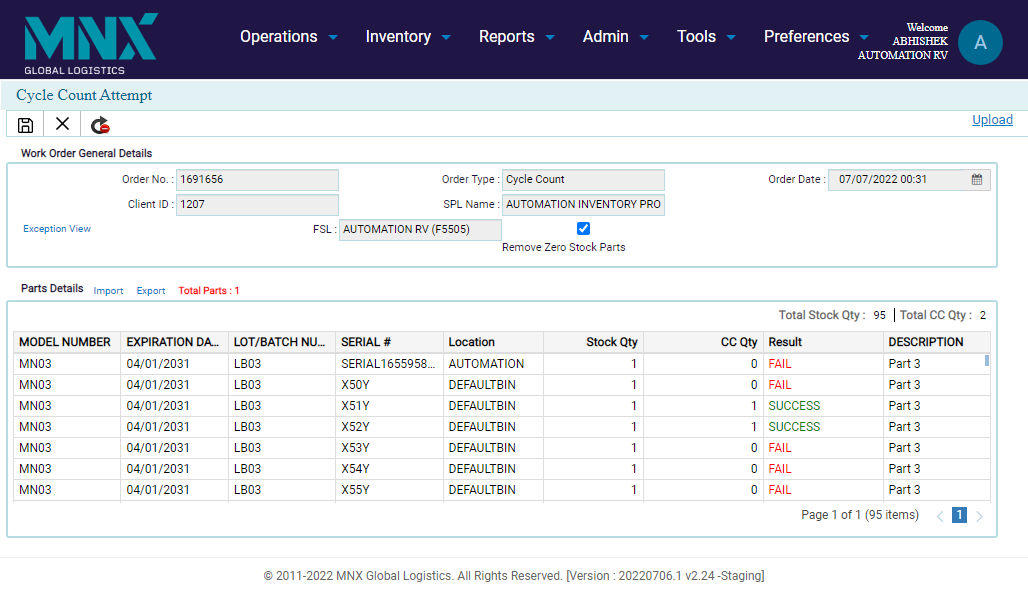 MNX
GLOBAL LOGISTICS
Operations Inventory Reports Admin Tools Preferences
Welcome
ABHISHEK
AUTOMATION RV
A
Cycle Count Attempt
Upload
Work Order General Details
Order No. : 1691656 Order Type : Cycle Count Order Date : 07/07/2022 00:31
Client ID : 1207 SPL Name : AUTOMATION INVENTORY PRO
Exception View FSL : AUTOMATION RV (F5505)
Remove Zero Stock Parts
Parts Details Import Export Total Parts : 1
Total Stock Qty : 95 | Total CC Qty : 2
MODEL NUMBER EXPIRATION DA... LOT/BATCH NU... SERIAL # Location Stock Qty CC Qty Result DESCRIPTION
MN03 04/01/2031 LB03 SERIAL1655958... AUTOMATION 1 0 FAIL Part 3
MN03 04/01/2031 LB03 X50Y DEFAULTBIN 1 0 FAIL Part 3
MN03 04/01/2031 LB03 X51Y DEFAULTBIN 1 1 SUCCESS Part 3
MN03 04/01/2031 LB03 X52Y DEFAULTBIN 1 1 SUCCESS Part 3
MN03 04/01/2031 LB03 X53Y DEFAULTBIN 1 0 FAIL Part 3
MN03 04/01/2031 LB03 X54Y DEFAULTBIN 1 0 FAIL Part 3
MN03 04/01/2031 LB03 X55Y DEFAULTBIN 1 0 FAIL Part 3
Page 1 of 1 (95 items) 1
© 2011-2022 MNX Global Logistics. All Rights Reserved. [Version : 20220706.1 v2.24 -Staging]